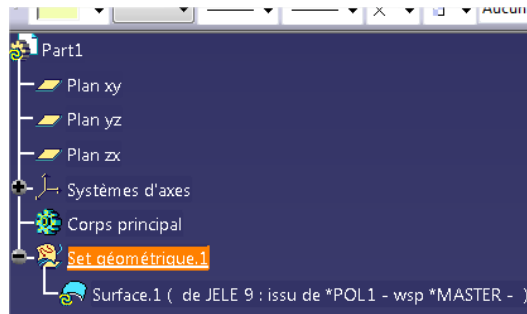 Aucun
Part1
Plan xy
Plan yz
Plan zx
Systèmes d'axes
Corps principal
Set géométrique.1
Surface.1 ( de JELE 9 : issu de *POL1 - wsp *MASTER - )